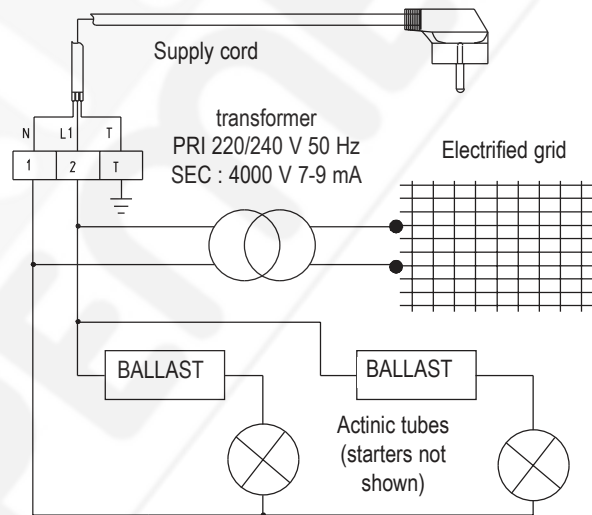 Supply cord
transformer
PRI 220/240 V 50 Hz
SEC : 4000 V 7-9 mA
Electrified grid
N L1 T
1 2 T
BALLAST BALLAST
Actinic tubes
(starters not
shown)